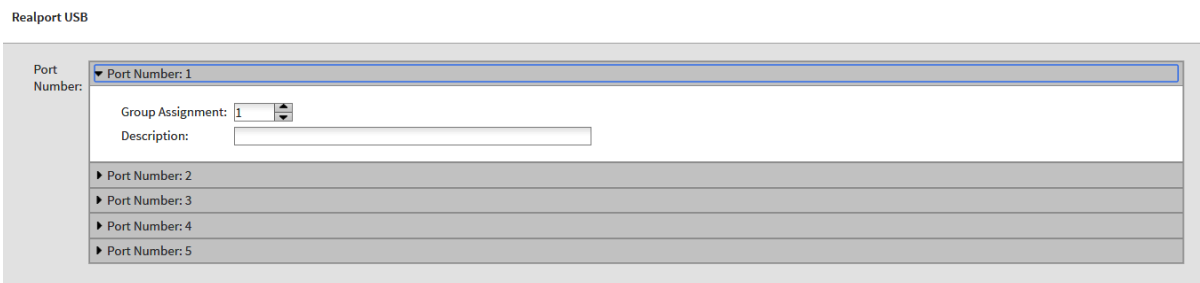 Realport USB
Port
Number:
Port Number: 1
Group Assignment: 1
Description:
Port Number: 2
Port Number: 3
Port Number: 4
Port Number: 5